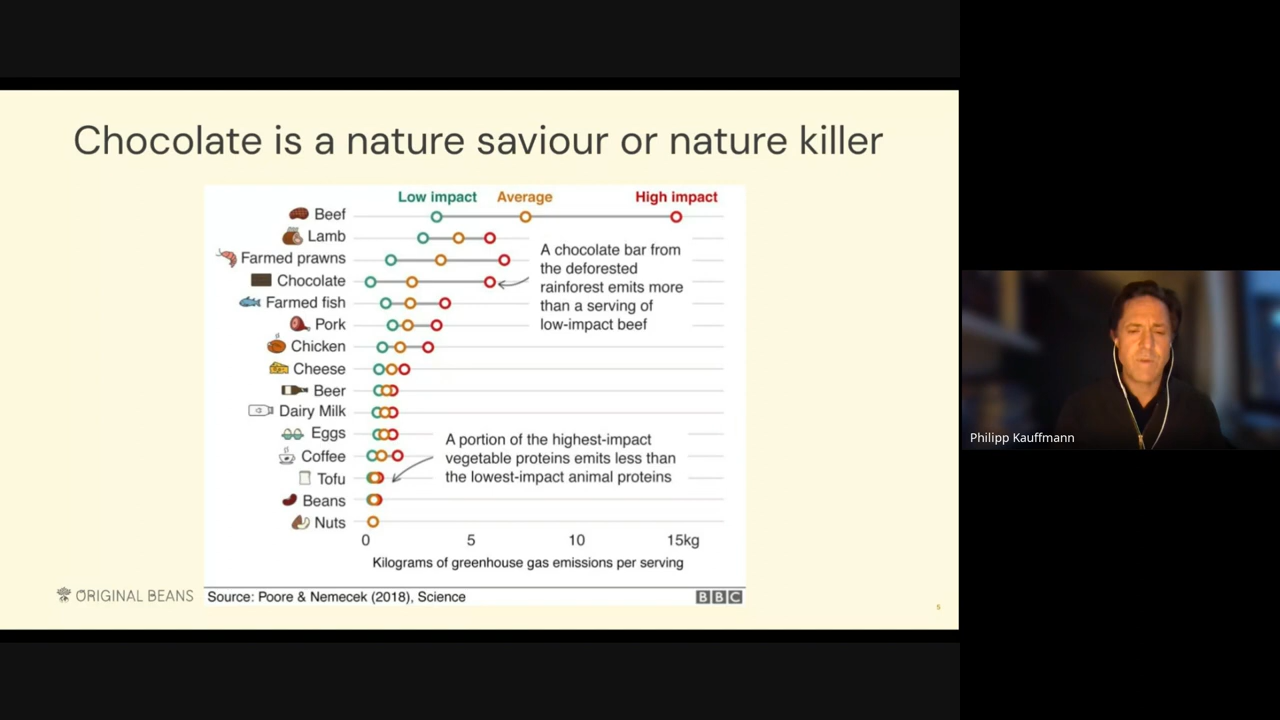 Chocolate is a nature saviour or nature killer
Low impact
Average
High impact
Beef
Lamb
Farmed prawns
Chocolate
Farmed fish
Pork
Chicken
Cheese
Beer
Dairy Milk
Eggs
Coffee
Tofu
Beans
Nuts
A chocolate bar from
the deforested
rainforest emits more
than a serving of
low-impact beef
A portion of the highest-impact
vegetable proteins emits less than
the lowest-impact animal proteins
0
5
10
15kg
Kilograms of greenhouse gas emissions per serving
Source: Poore & Nemecek (2018), Science
BBC
ORIGINAL BEANS
5
Philipp Kauffmann